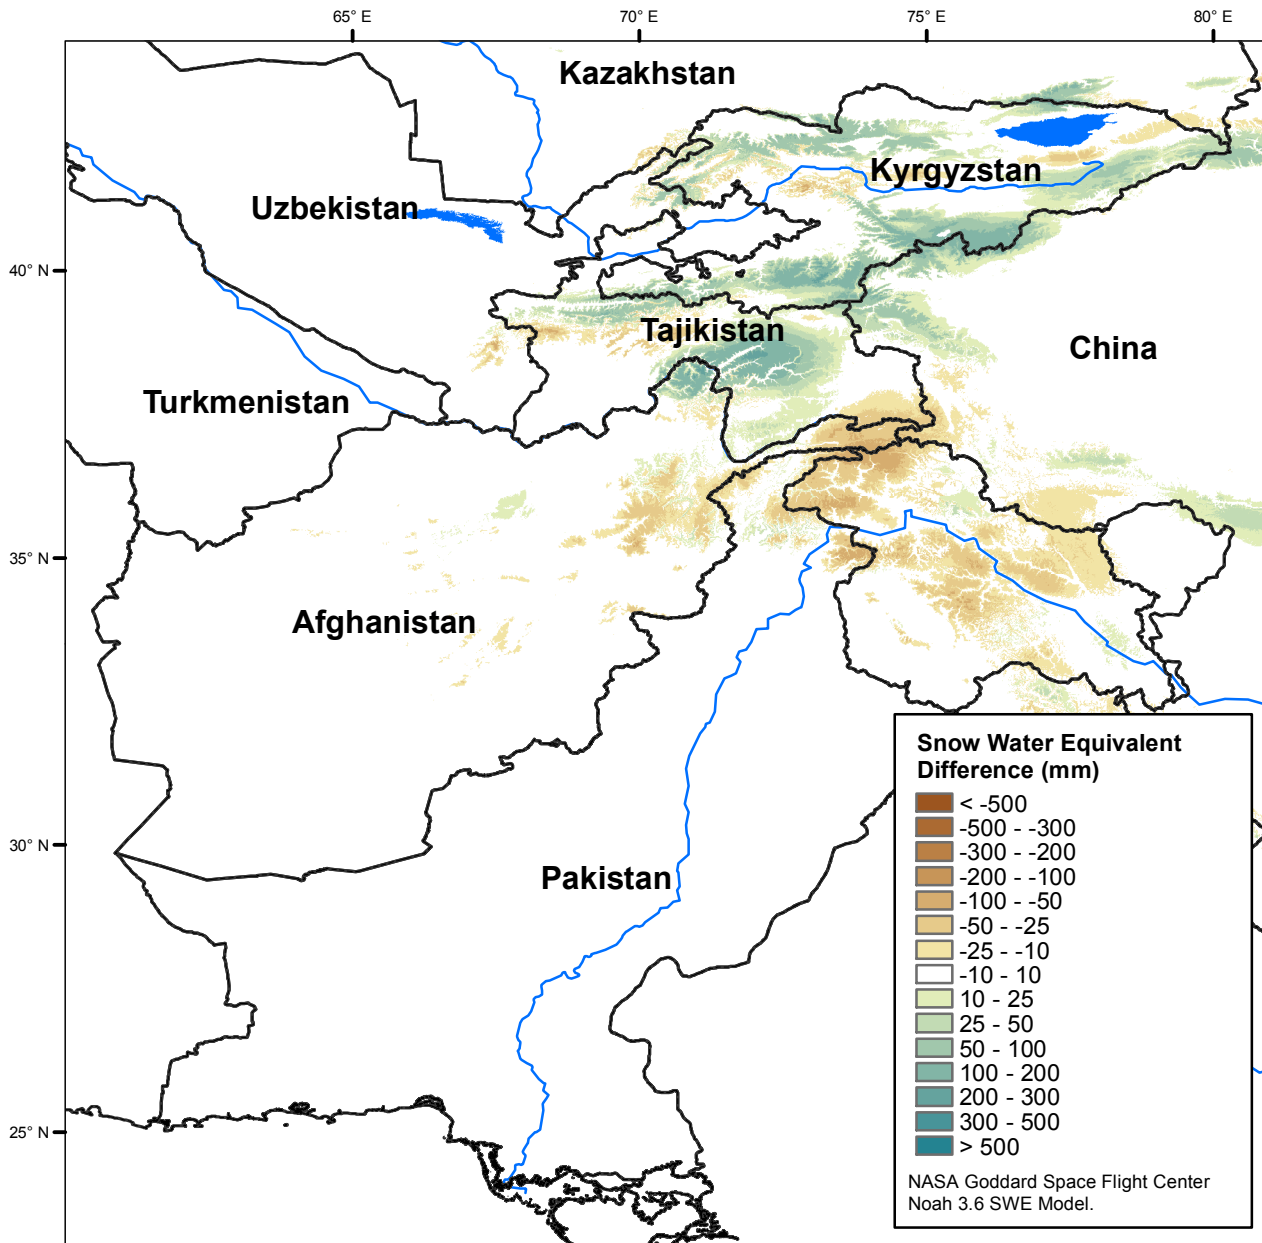 65° E
70° E
75° E
80° E
Kazakhstan
Kyrgyzstan
Uzbekistan
40° N
Tajikistan
China
Turkmenistan
35° N
Afghanistan
30° N
Pakistan
25° N
Snow Water Equivalent
Difference (mm)
< -500
-500 - -300
-300 - -200
-200 - -100
-100 - -50
-50 - -25
-25 - -10
-10 - 10
10 - 25
25 - 50
50 - 100
100 - 200
200 - 300
300 - 500
> 500
NASA Goddard Space Flight Center
Noah 3.6 SWE Model.